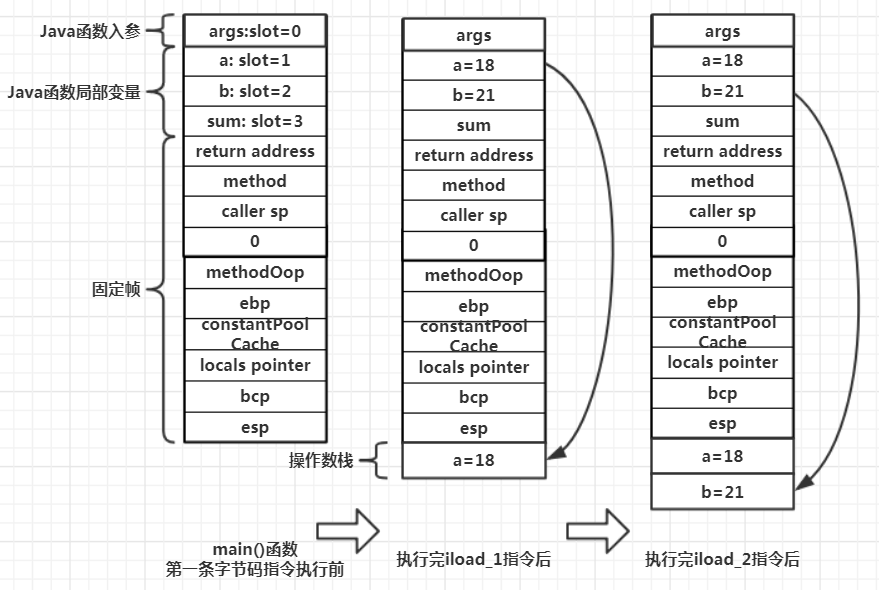 Java函数入参
Java函数局部变量
固定帧
args:slot=0
a: slot=1
b: slot=2
sum: slot=3
return address
method
caller sp
0
methodOop
ebp
constantPool
Cache
locals pointer
bcp
esp
main()函数
第一条字节码指令执行前
args
a=18
b=21
sum
return address
method
caller sp
0
methodOop
ebp
constantPool
Cache
locals pointer
bcp
esp
操作数栈
a=18
执行完iload_1指令后
args
a=18
b=21
sum
return address
method
caller sp
0
methodOop
ebp
constantPool
Cache
locals pointer
bcp
esp
a=18
b=21
执行完iload_2指令后